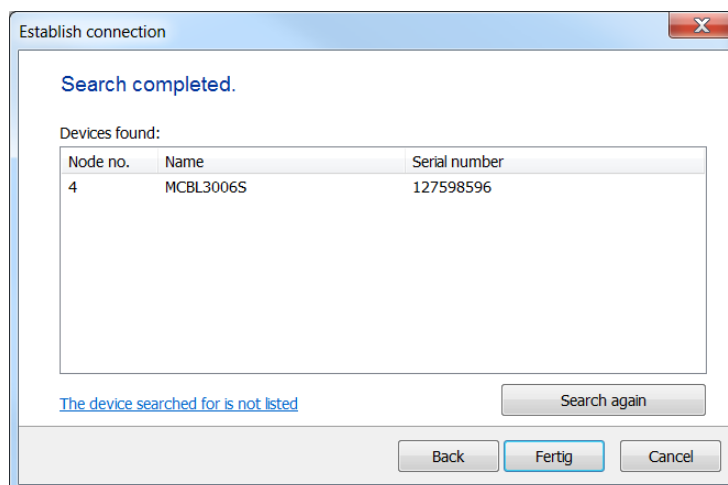 Establish connection
Search completed.
Devices found:
Node no. Name Serial number
4 MCBL3006S 127598596
The device searched for is not listed
Search again
Back Fertig Cancel